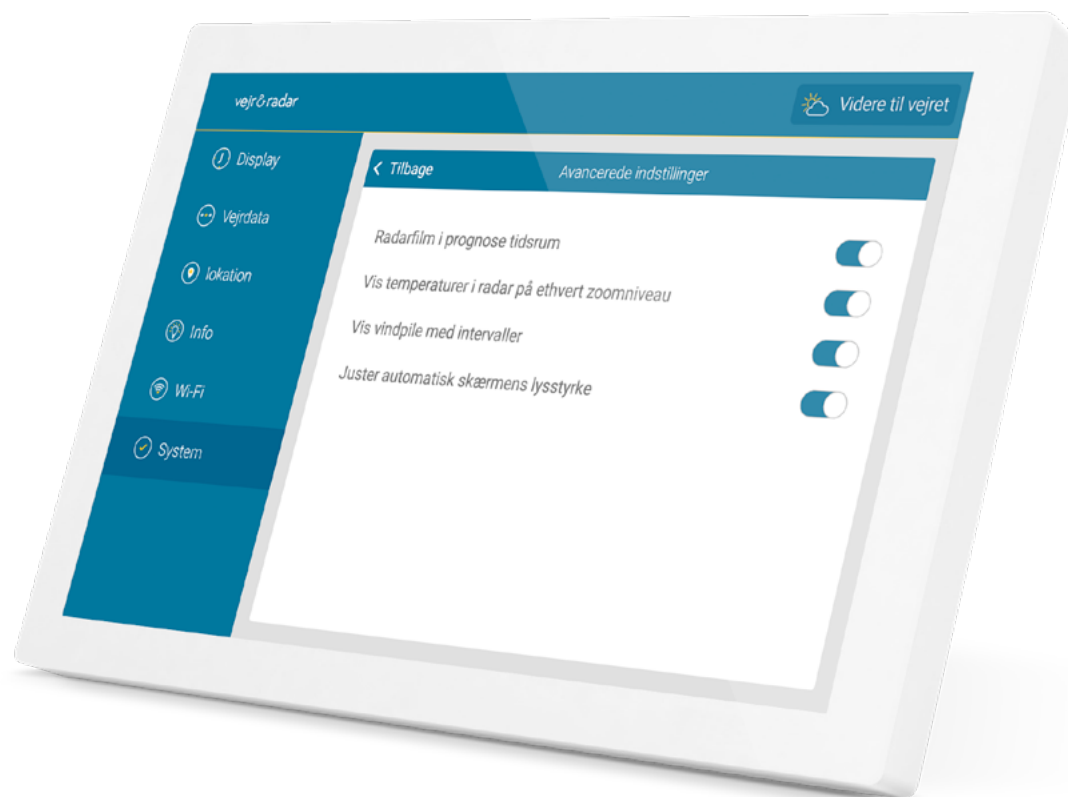 vejr&radar
Videre til vejret
Display
Vejrdata
lokation
Info
Wi-Fi
System
Tilbage
Avancerede indstillinger
Radarfilm i prognose tidsrum
Vis temperaturer i radar på ethvert zoomniveau
Vis vindpile med intervaller
Juster automatisk skærmens lysstyrke